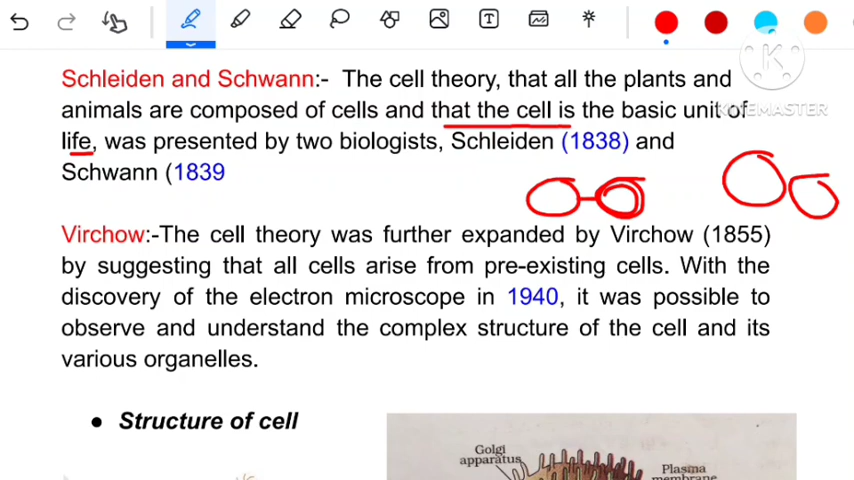 Schleiden and Schwann:- The cell theory, that all the plants and
animals are composed of cells and that the cell is the basic unit of
life, was presented by two biologists, Schleiden (1838) and
Schwann (1839
Virchow:-The cell theory was further expanded by Virchow (1855)
by suggesting that all cells arise from pre-existing cells. With the
discovery of the electron microscope in 1940, it was possible to
observe and understand the complex structure of the cell and its
various organelles.
● Structure of cell
Golgi
apparatus
Plasma
membrane
K
KINEMASTER